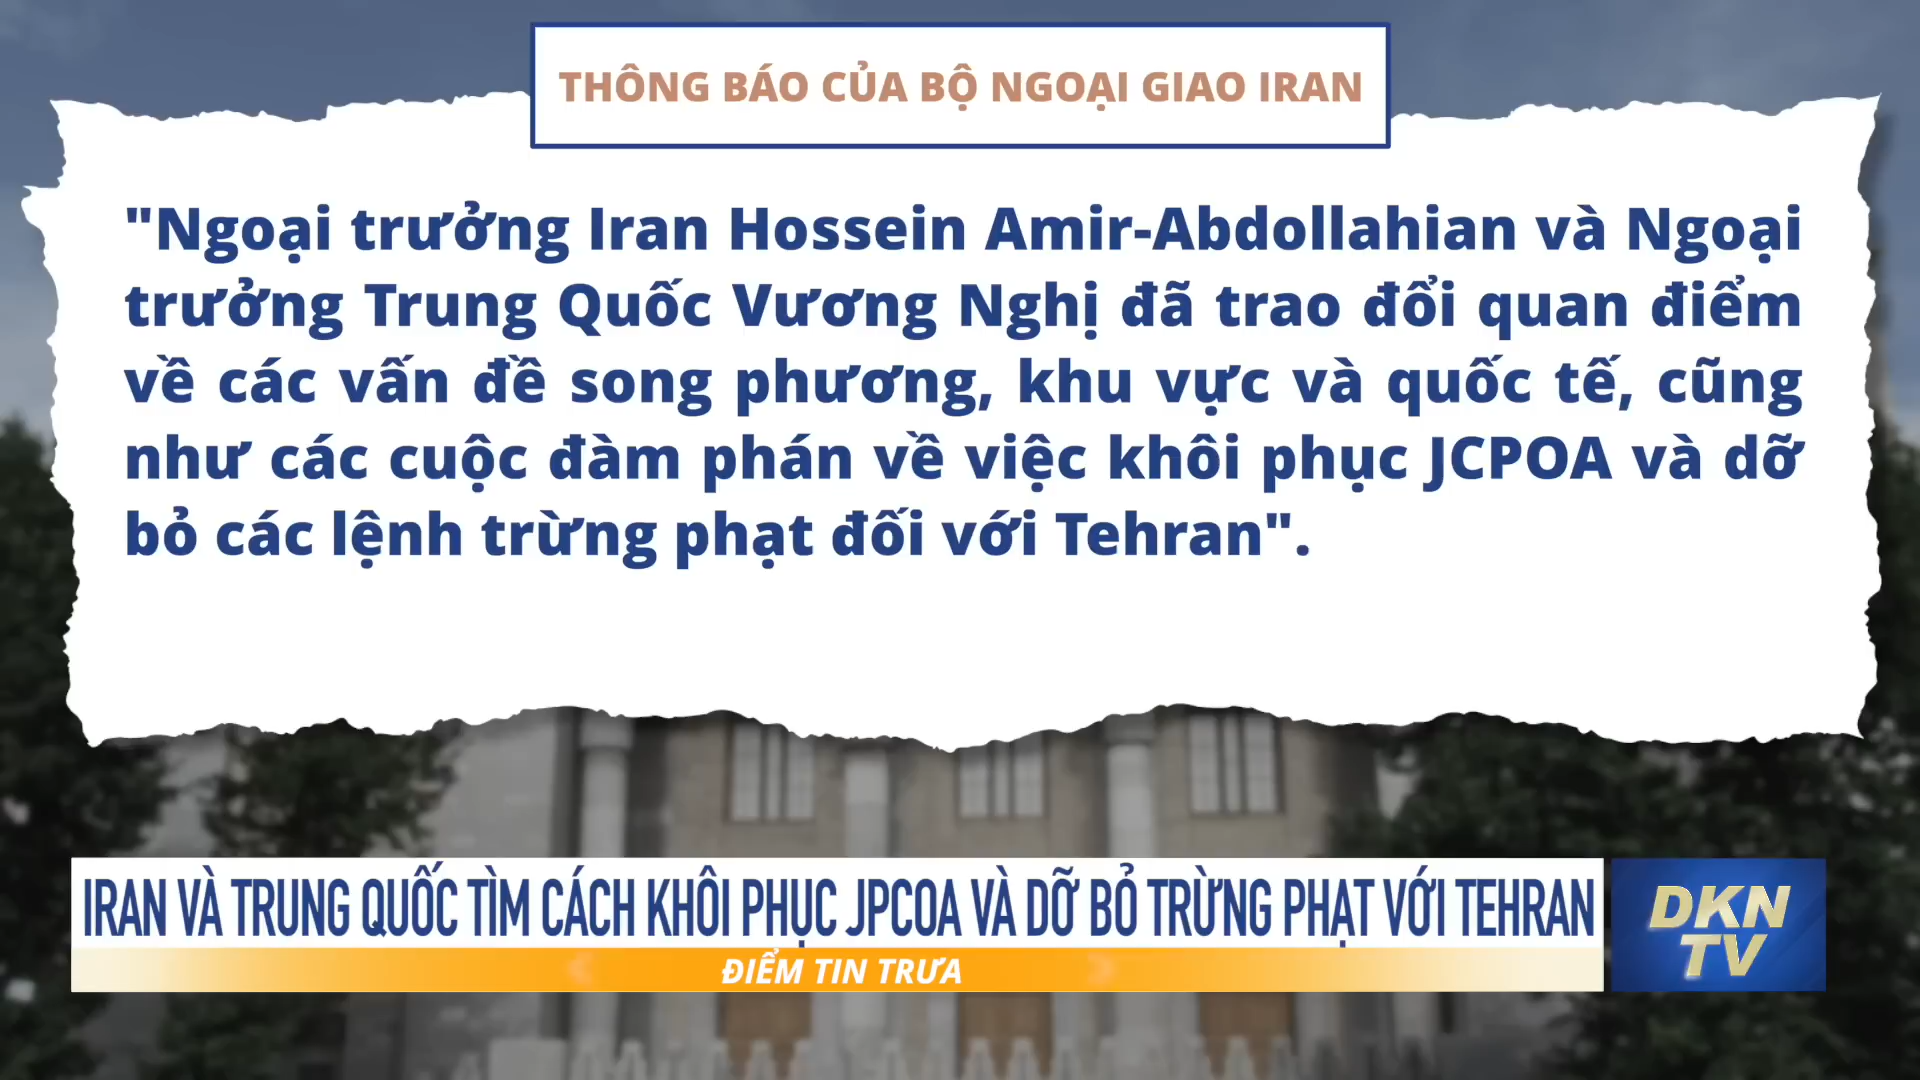 THÔNG BÁO CỦA BỘ NGOẠI GIAO IRAN
"Ngoại trưởng Iran Hossein Amir-Abdollahian và Ngoại
trưởng Trung Quốc Vương Nghị đã trao đổi quan điểm
về các vấn đề song phương, khu vực và quốc tế, cũng
như các cuộc đàm phán về việc khôi phục JCPOA và dỡ
bỏ các lệnh trừng phạt đối với Tehran".
IRAN VÀ TRUNG QUỐC TÌM CÁCH KHÔI PHỤC JPCOA VÀ DỠ BỎ TRỪNG PHẠT VỚI TEHRAN
ĐIỂM TIN TRƯA
DKN
TV